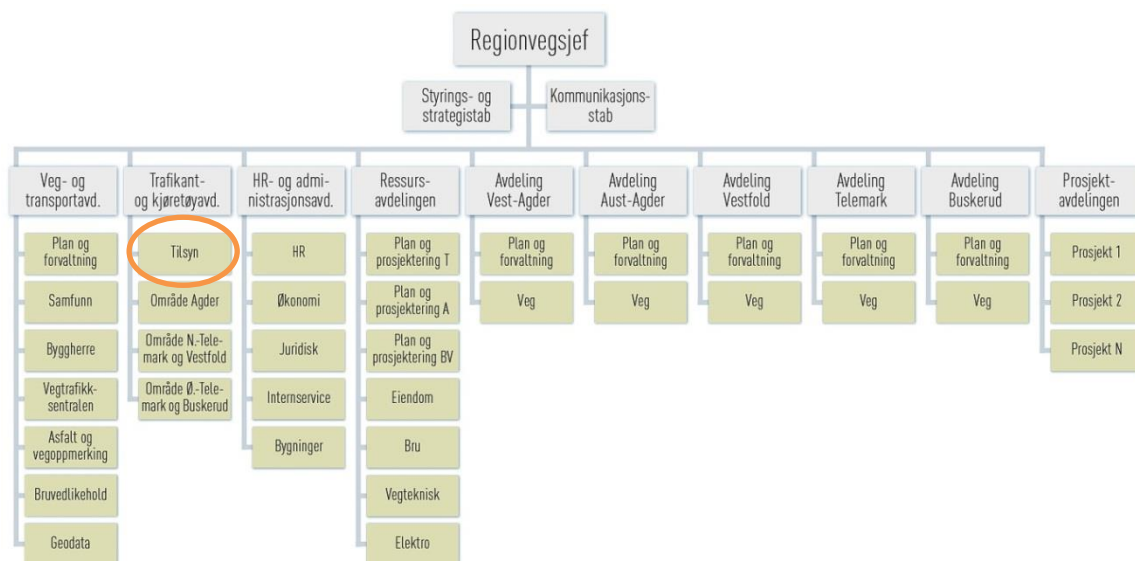 Regionvegsjef
Styrings- og
strategistab
Kommunikasjons-
stab
Veg- og
transportavd.
Trafikant-
og kjøretøyavd.
HR- og admi-
nistrasjonsavd.
Ressurs-
avdelingen
Avdeling
Vest-Agder
Avdeling
Aust-Agder
Avdeling
Vestfold
Avdeling
Telemark
Avdeling
Buskerud
Prosjekt-
avdelingen
Plan og
forvaltning
Samfunn
Byggherre
Vegtrafikk-
sentralen
Asfalt og
vegoppmerking
Bruvedlikehold
Geodata
Tilsyn
Område Agder
Område N.-Tele-
mark og Vestfold
Område Ø.-Tele-
mark og Buskerud
HR
Økonomi
Juridisk
Internservice
Bygninger
Plan og
prosjektering T
Plan og
prosjektering A
Plan og
prosjektering BV
Eiendom
Bru
Vegteknisk
Elektro
Plan og
forvaltning
Veg
Plan og
forvaltning
Veg
Plan og
forvaltning
Veg
Plan og
forvaltning
Veg
Plan og
forvaltning
Veg
Prosjekt 1
Prosjekt 2
Prosjekt N